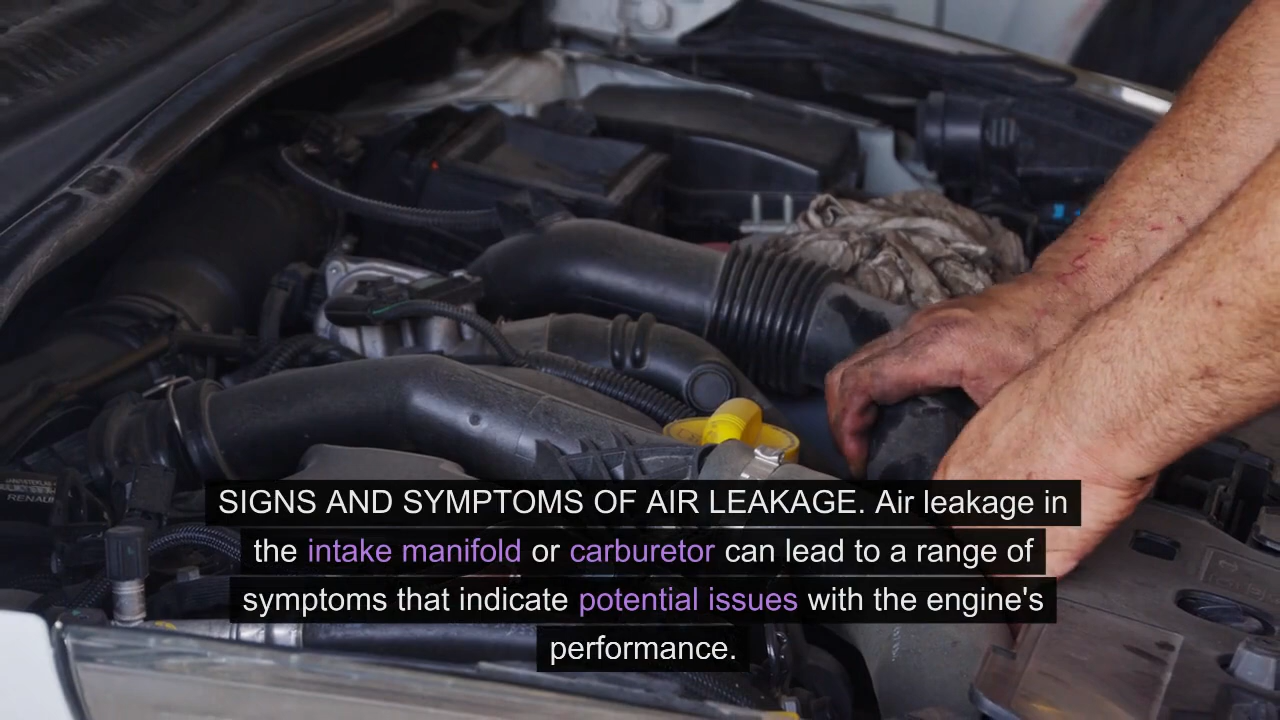 SIGNS AND SYMPTOMS OF AIR LEAKAGE. Air leakage in
the intake manifold or carburetor can lead to a range of
symptoms that indicate potential issues with the engine's
performance.
RENAULT